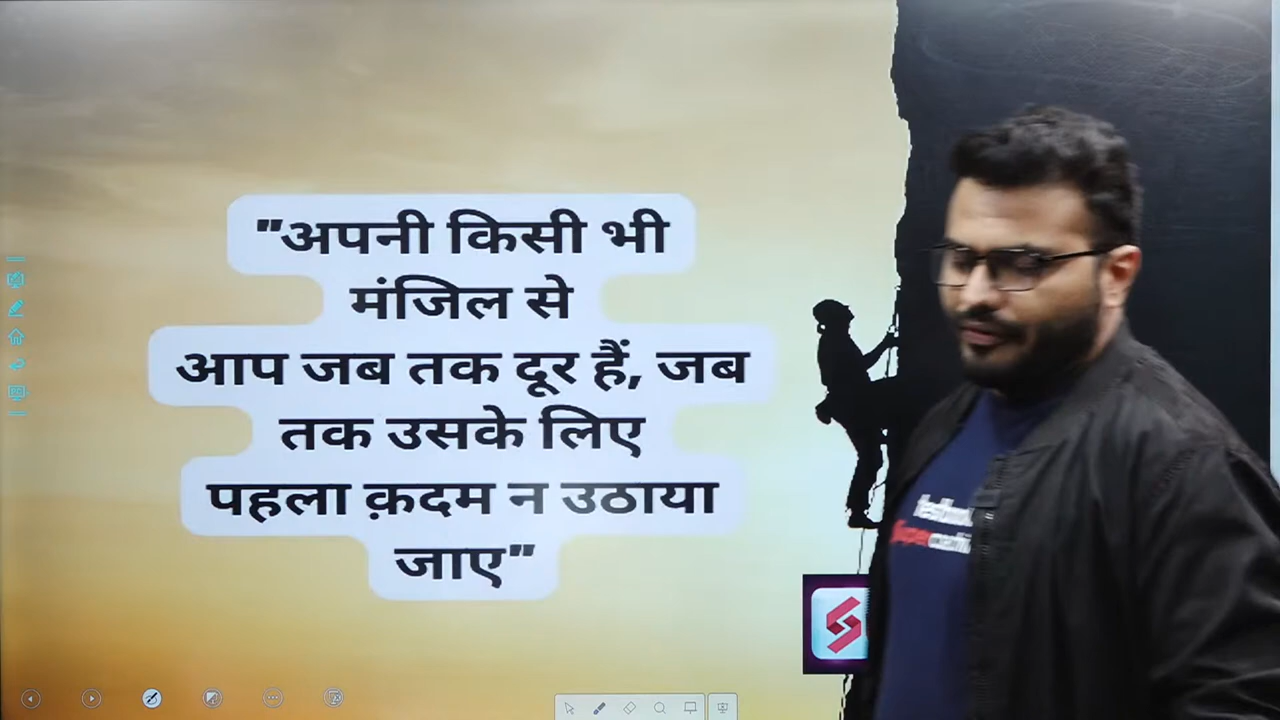 "अपनी किसी भी
मंजिल से
आप जब तक दूर हैं, जब
तक उसके लिए
पहला क़दम न उठाया
जाए"